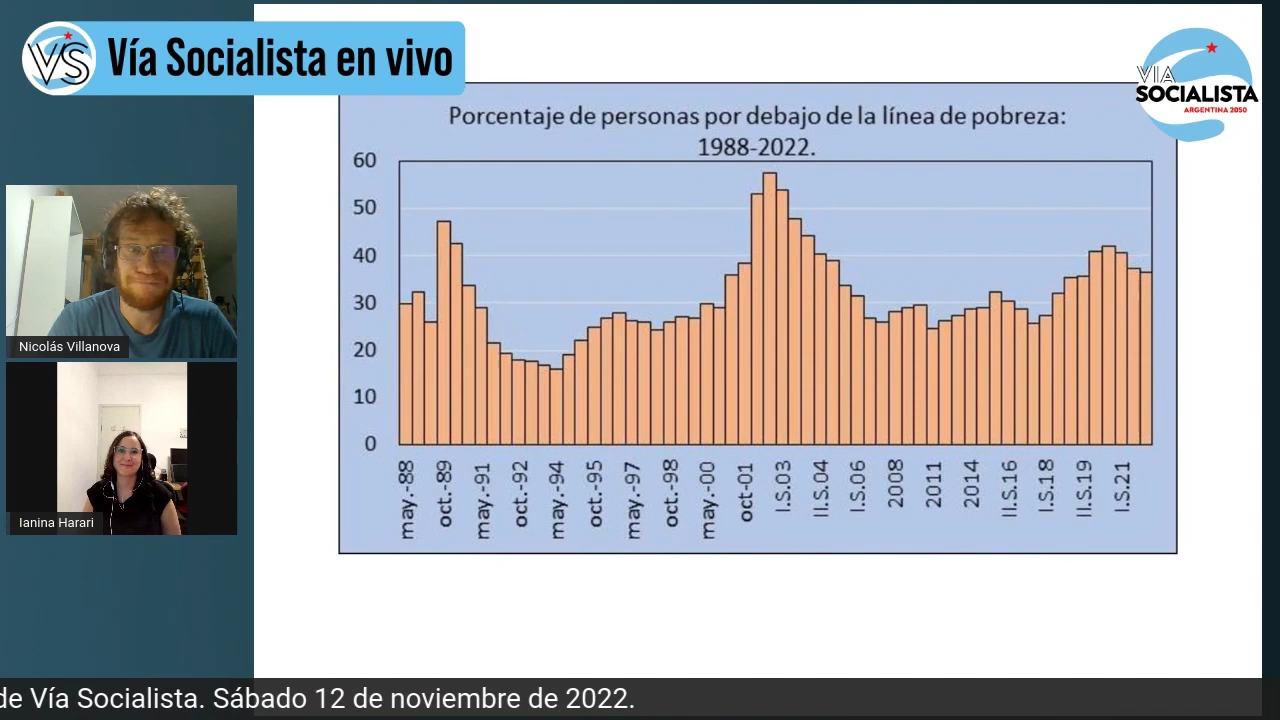 VS Vía Socialista en vivo
VIA
SOCIALISTA
ARGENTINA 2050
Porcentaje de personas por debajo de la línea de pobreza:
1988-2022.
60
50
40
30
20
10
0
may.-88
oct.-89
may.-91
oct.-92
may.-94
oct.-95
may.-97
oct.-98
may.-00
oct-01
I.S.03
II.S.04
I.S.06
2008
2011
2014
II.S.16
I.S.18
II.S.19
I.S.21
Nicolás Villanova
Ianina Harari
de Vía Socialista. Sábado 12 de noviembre de 2022.